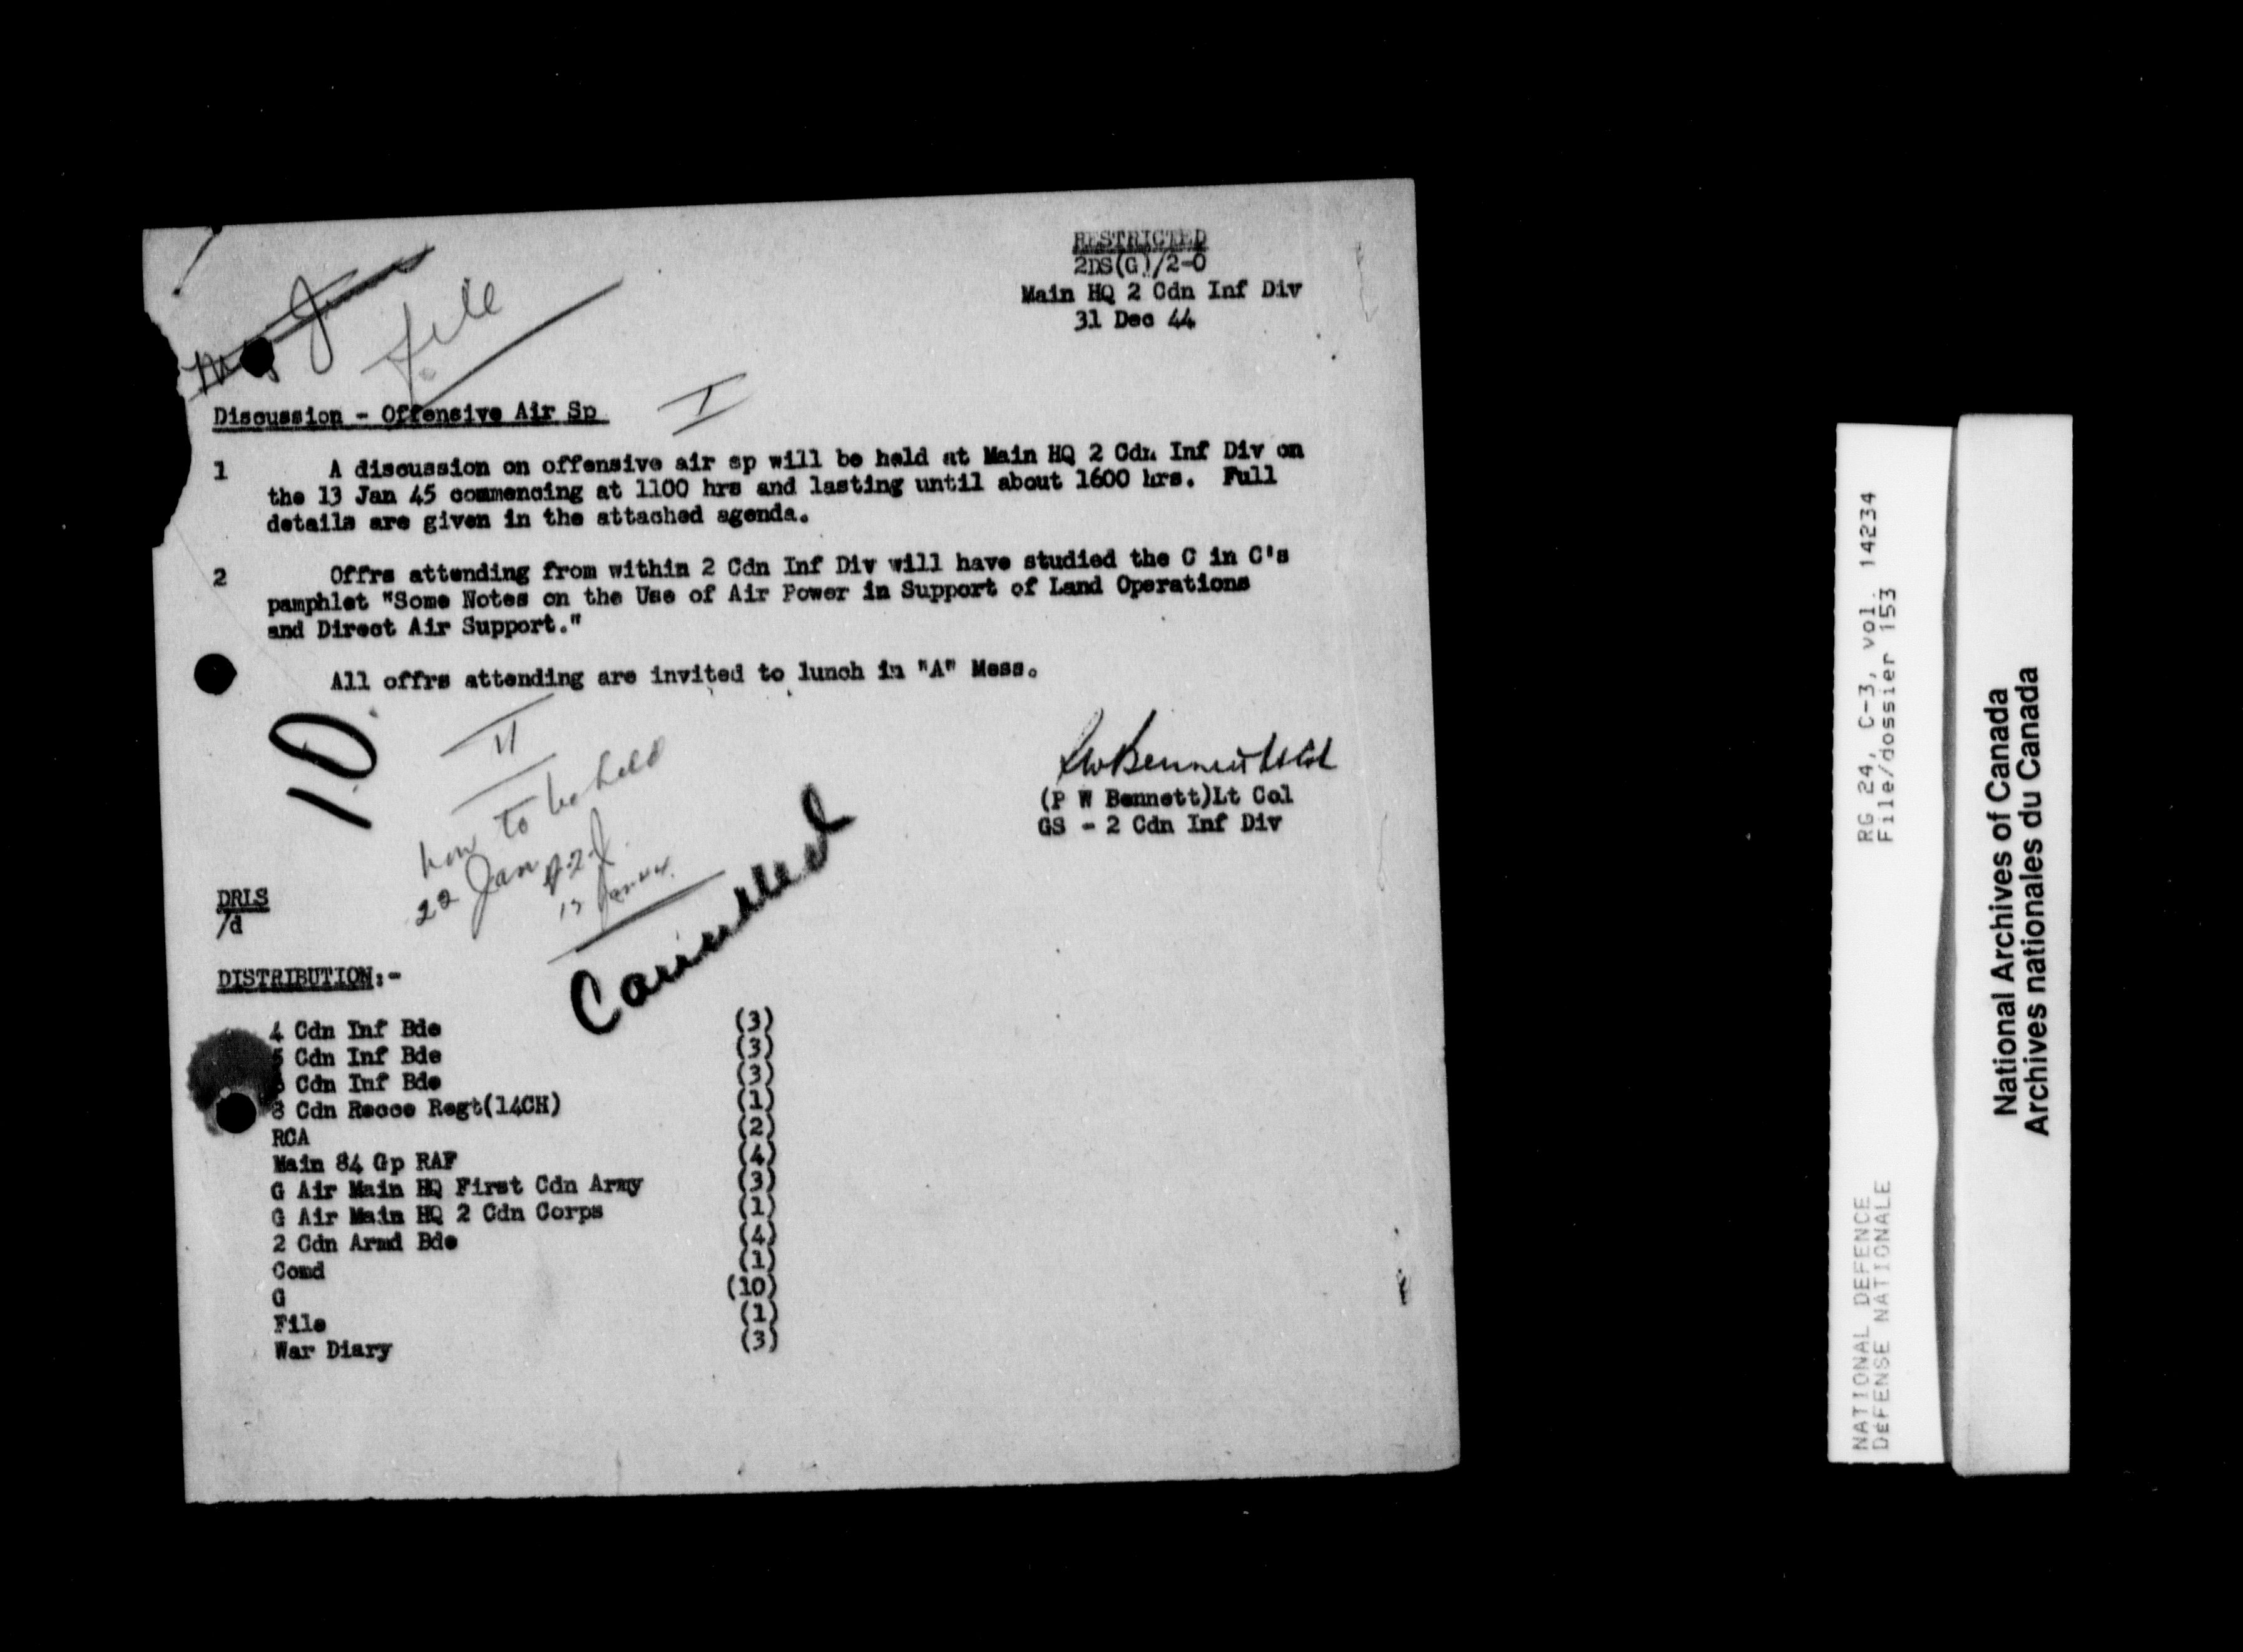 RESTRICTED
2DS(G)/2-0
Main HQ 2 Cdn Inf Div
31 Dec 44
file
Discussion - Offensive Air Sp
I
1 A discussion on offensive air sp will be held at Main HQ 2 Cdn Inf Div on
the 13 Jan 45 commencing at 1100 hrs and lasting until about 1600 hrs. Full
details are given in the attached agenda.
2 Offrs attending from within 2 Cdn Inf Div will have studied the C in C's
pamphlet "Some Notes on the Use of Air Power in Support of Land Operations
and Direct Air Support."
All offrs attending are invited to lunch in "A" Mess.
10
II
now to be held
22 Jan
(P W Bennett)Lt Col
GS - 2 Cdn Inf Div
Cancelled
DRLS
/d
DISTRIBUTION:-
4 Cdn Inf Bde (3)
5 Cdn Inf Bde (3)
6 Cdn Inf Bde (3)
8 Cdn Recce Regt(14CH) (1)
RCA (2)
Main 84 Gp RAF (4)
G Air Main HQ First Cdn Army (3)
G Air Main HQ 2 Cdn Corps (1)
2 Cdn Armd Bde (4)
Comd (1)
G (10)
File (1)
War Diary (3)
RG 24, C-3, vol. 14234
File/dossier 153
NATIONAL DEFENCE
DÉFENSE NATIONALE
National Archives of Canada
Archives nationales du Canada